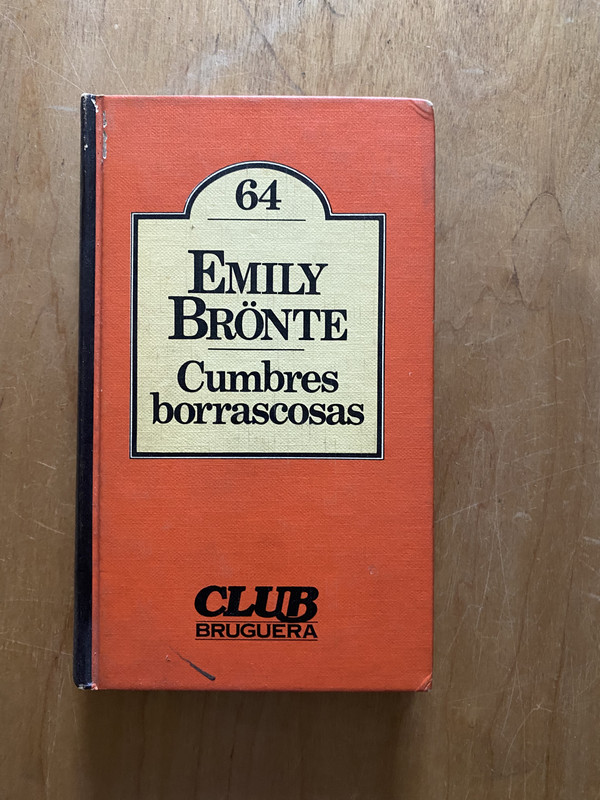 64
EMILY
BRÖNTE
Cumbres
borrascosas
CLUB
BRUGUERA